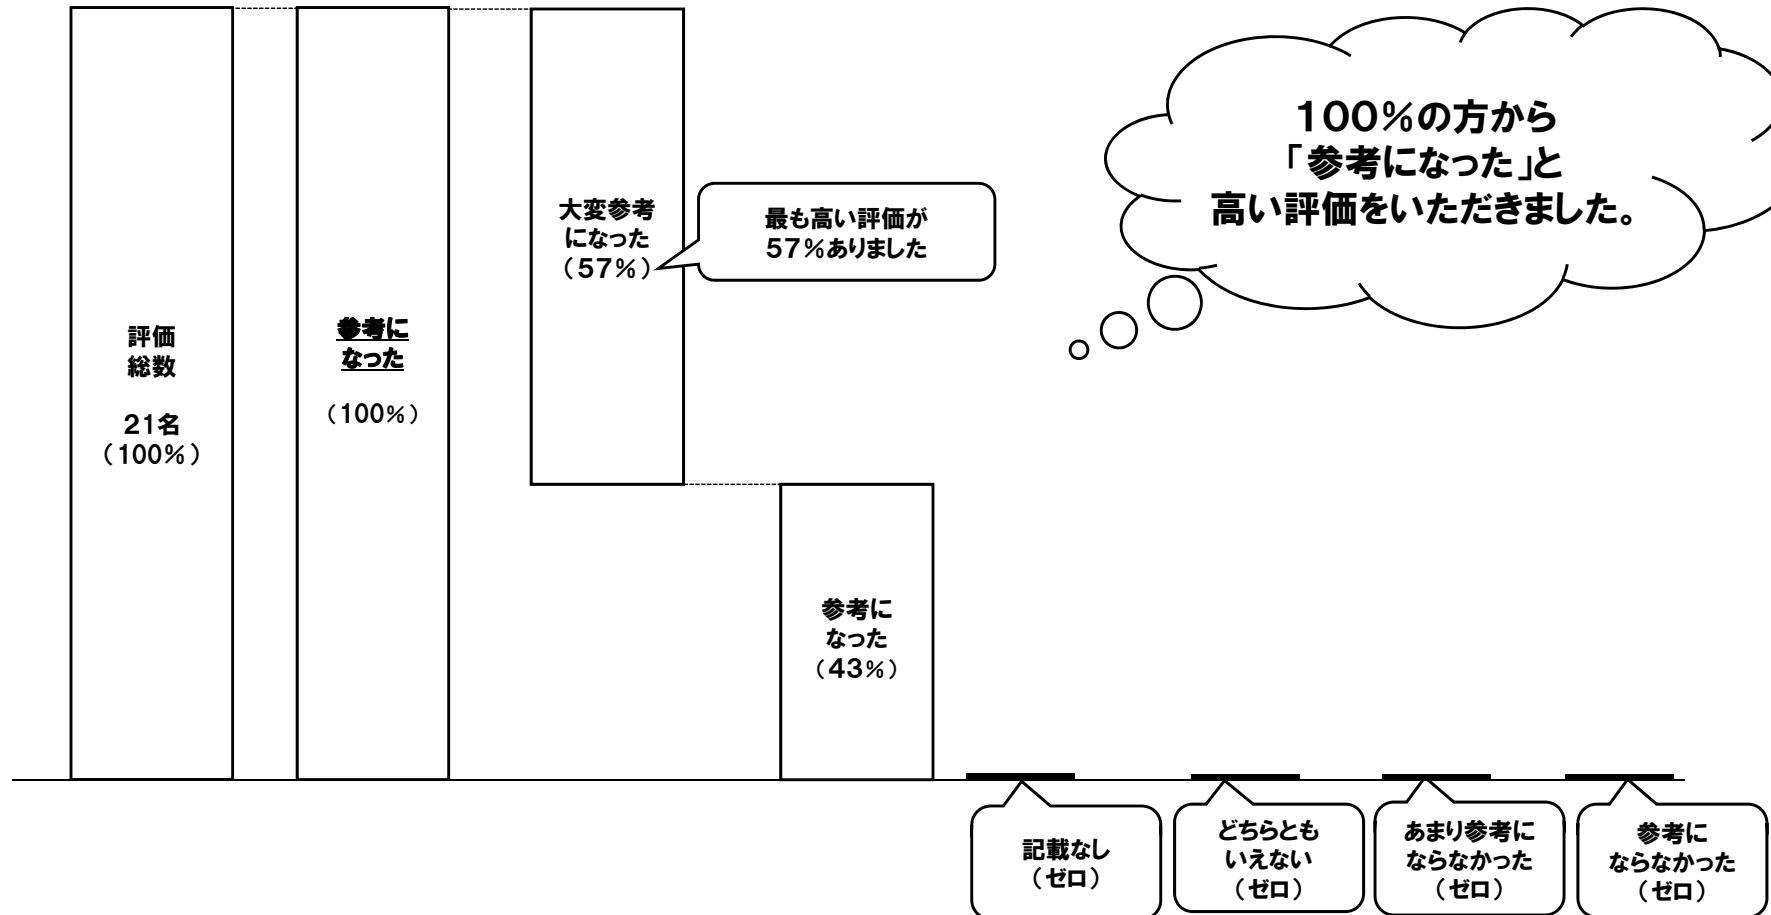 評価
総数
21名
（100％）
参考に
なった
（100％）
大変参考
になった
（57％）
最も高い評価が
57％ありました
100％の方から
「参考になった」と
高い評価をいただきました。
参考に
なった
（43％）
記載なし
（ゼロ）
どちらとも
いえない
（ゼロ）
あまり参考に
ならなかった
（ゼロ）
参考に
ならなかった
（ゼロ）